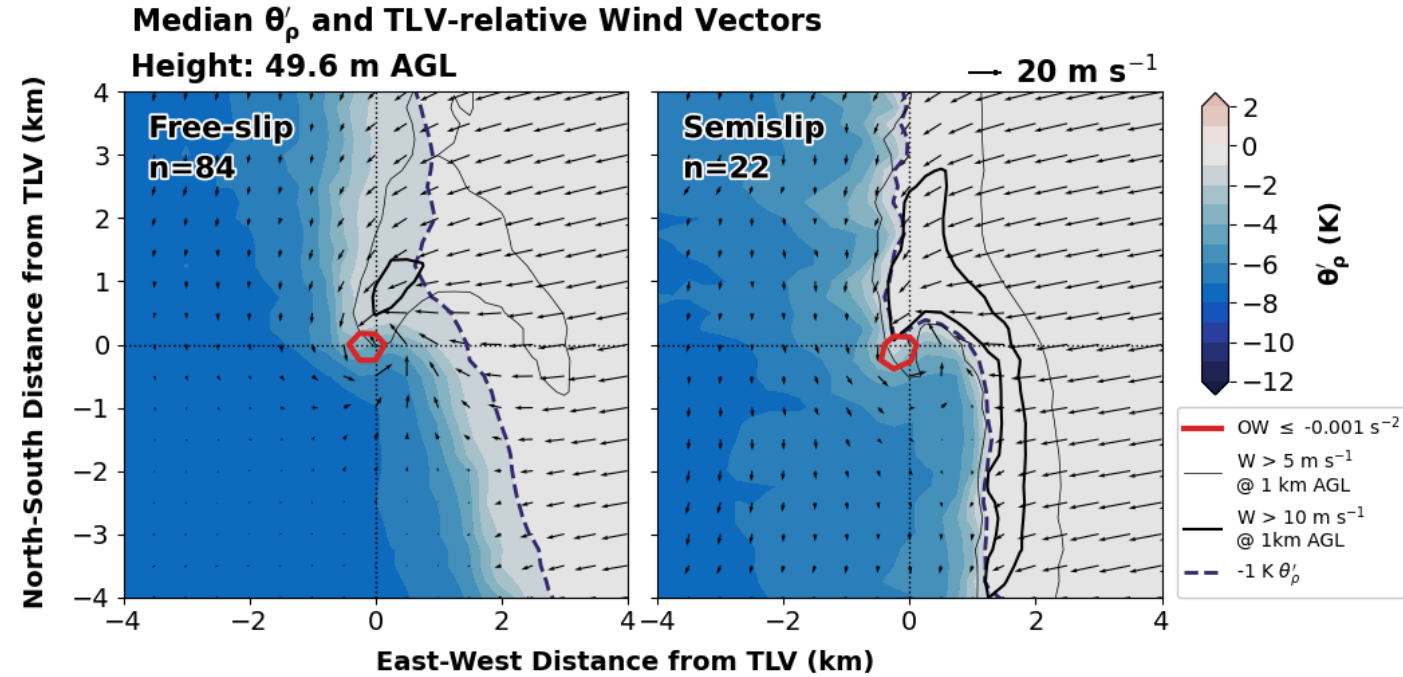 Median θ′ρ and TLV-relative Wind Vectors
Height: 49.6 m AGL
20 m s⁻¹
North-South Distance from TLV (km)
4
3
2
1
0
−1
−2
−3
−4
Free-slip
n=84
−4
−2
0
2
4
Semislip
n=22
−4
−2
0
2
4
East-West Distance from TLV (km)
2
0
−2
−4
−6
−8
−10
−12
θ′ρ (K)
OW ≤ -0.001 s⁻²
W > 5 m s⁻¹
@ 1 km AGL
W > 10 m s⁻¹
@ 1km AGL
-1 K θ′ρ